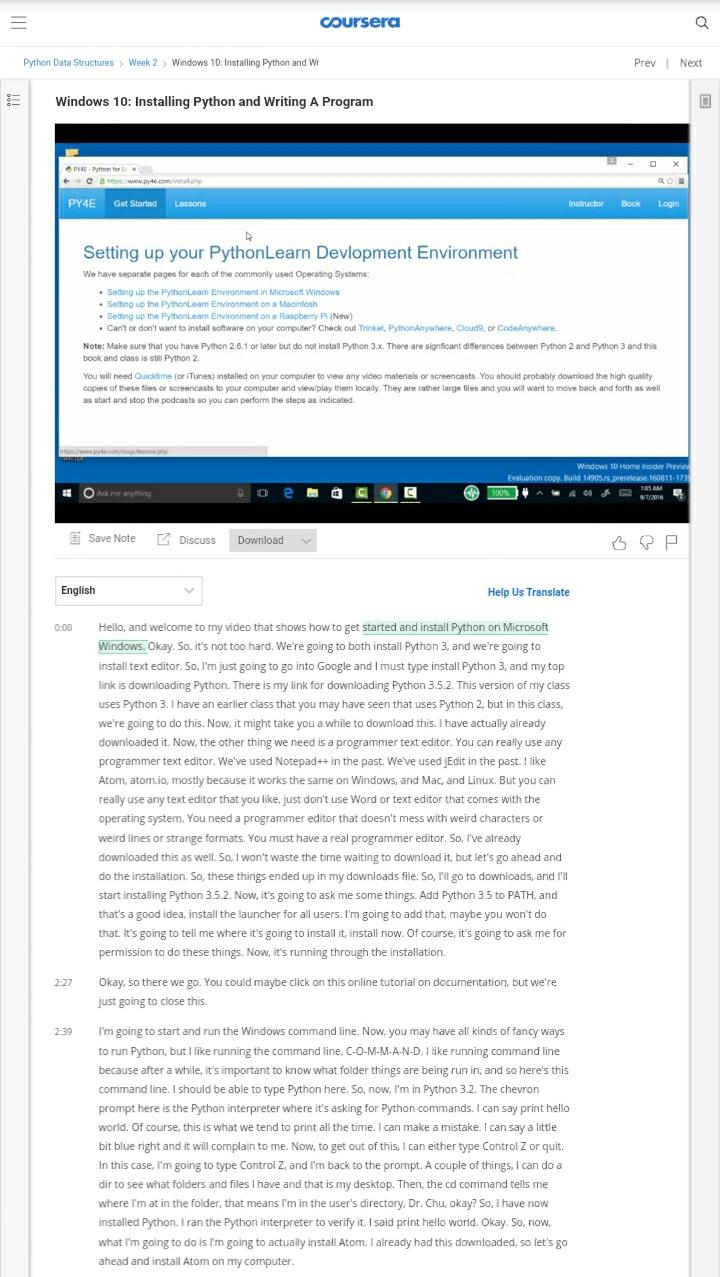 coursera
Python Data Structures > Week 2 > Windows 10: Installing Python and Wr
Prev | Next
Windows 10: Installing Python and Writing A Program
PY4E - Python for Ev
https://www.py4e.com/install.php
PY4E Get Started Lessons Instructor Book Login
Setting up your PythonLearn Devlopment Environment
We have separate pages for each of the commonly used Operating Systems:
• Setting up the PythonLearn Environment in Microsoft Windows
• Setting up the PythonLearn Environment on a Macintosh
• Setting up the PythonLearn Environment on a Raspberry Pi (New)
• Can't or don't want to install software on your computer? Check out Trinket, PythonAnywhere, Cloud9, or CodeAnywhere.
Note: Make sure that you have Python 2.6.1 or later but do not install Python 3.x. There are signficant differences between Python 2 and Python 3 and this
book and class is still Python 2.
You will need Quicktime (or iTunes) installed on your computer to view any video materials or screencasts. You should probably download the high quality
copies of these files or screencasts to your computer and view/play them locally. They are rather large files and you will want to move back and forth as well
as start and stop the podcasts so you can perform the steps as indicated.
https://www.py4e.com/tsugi/lessons.php
Windows 10 Home Insider Preview
Evaluation copy. Build 14905.rs_prerelease.160811-1739
Ask me anything
100%
1:05 AM
9/7/2016
Save Note Discuss Download
English
Help Us Translate
0:00 Hello, and welcome to my video that shows how to get started and install Python on Microsoft
Windows. Okay. So, it's not too hard. We're going to both install Python 3, and we're going to
install text editor. So, I'm just going to go into Google and I must type install Python 3, and my top
link is downloading Python. There is my link for downloading Python 3.5.2. This version of my class
uses Python 3. I have an earlier class that you may have seen that uses Python 2, but in this class,
we're going to do this. Now, it might take you a while to download this. I have actually already
downloaded it. Now, the other thing we need is a programmer text editor. You can really use any
programmer text editor. We've used Notepad++ in the past. We've used jEdit in the past. I like
Atom, atom.io, mostly because it works the same on Windows, and Mac, and Linux. But you can
really use any text editor that you like, just don't use Word or text editor that comes with the
operating system. You need a programmer editor that doesn't mess with weird characters or
weird lines or strange formats. You must have a real programmer editor. So, I've already
downloaded this as well. So, I won't waste the time waiting to download it, but let's go ahead and
do the installation. So, these things ended up in my downloads file. So, I'll go to downloads, and I'll
start installing Python 3.5.2. Now, it's going to ask me some things. Add Python 3.5 to PATH, and
that's a good idea, install the launcher for all users. I'm going to add that, maybe you won't do
that. It's going to tell me where it's going to install it, install now. Of course, it's going to ask me for
permission to do these things. Now, it's running through the installation.
2:27 Okay, so there we go. You could maybe click on this online tutorial on documentation, but we're
just going to close this.
2:39 I'm going to start and run the Windows command line. Now, you may have all kinds of fancy ways
to run Python, but I like running the command line, C-O-M-M-A-N-D. I like running command line
because after a while, it's important to know what folder things are being run in, and so here's this
command line. I should be able to type Python here. So, now, I'm in Python 3.2. The chevron
prompt here is the Python interpreter where it's asking for Python commands. I can say print hello
world. Of course, this is what we tend to print all the time. I can make a mistake. I can say a little
bit blue right and it will complain to me. Now, to get out of this, I can either type Control Z or quit.
In this case, I'm going to type Control Z, and I'm back to the prompt. A couple of things, I can do a
dir to see what folders and files I have and that is my desktop. Then, the cd command tells me
where I'm at in the folder, that means I'm in the user's directory, Dr. Chu, okay? So, I have now
installed Python. I ran the Python interpreter to verify it. I said print hello world. Okay. So, now,
what I'm going to do is I'm going to actually install Atom. I already had this downloaded, so let's go
ahead and install Atom on my computer.